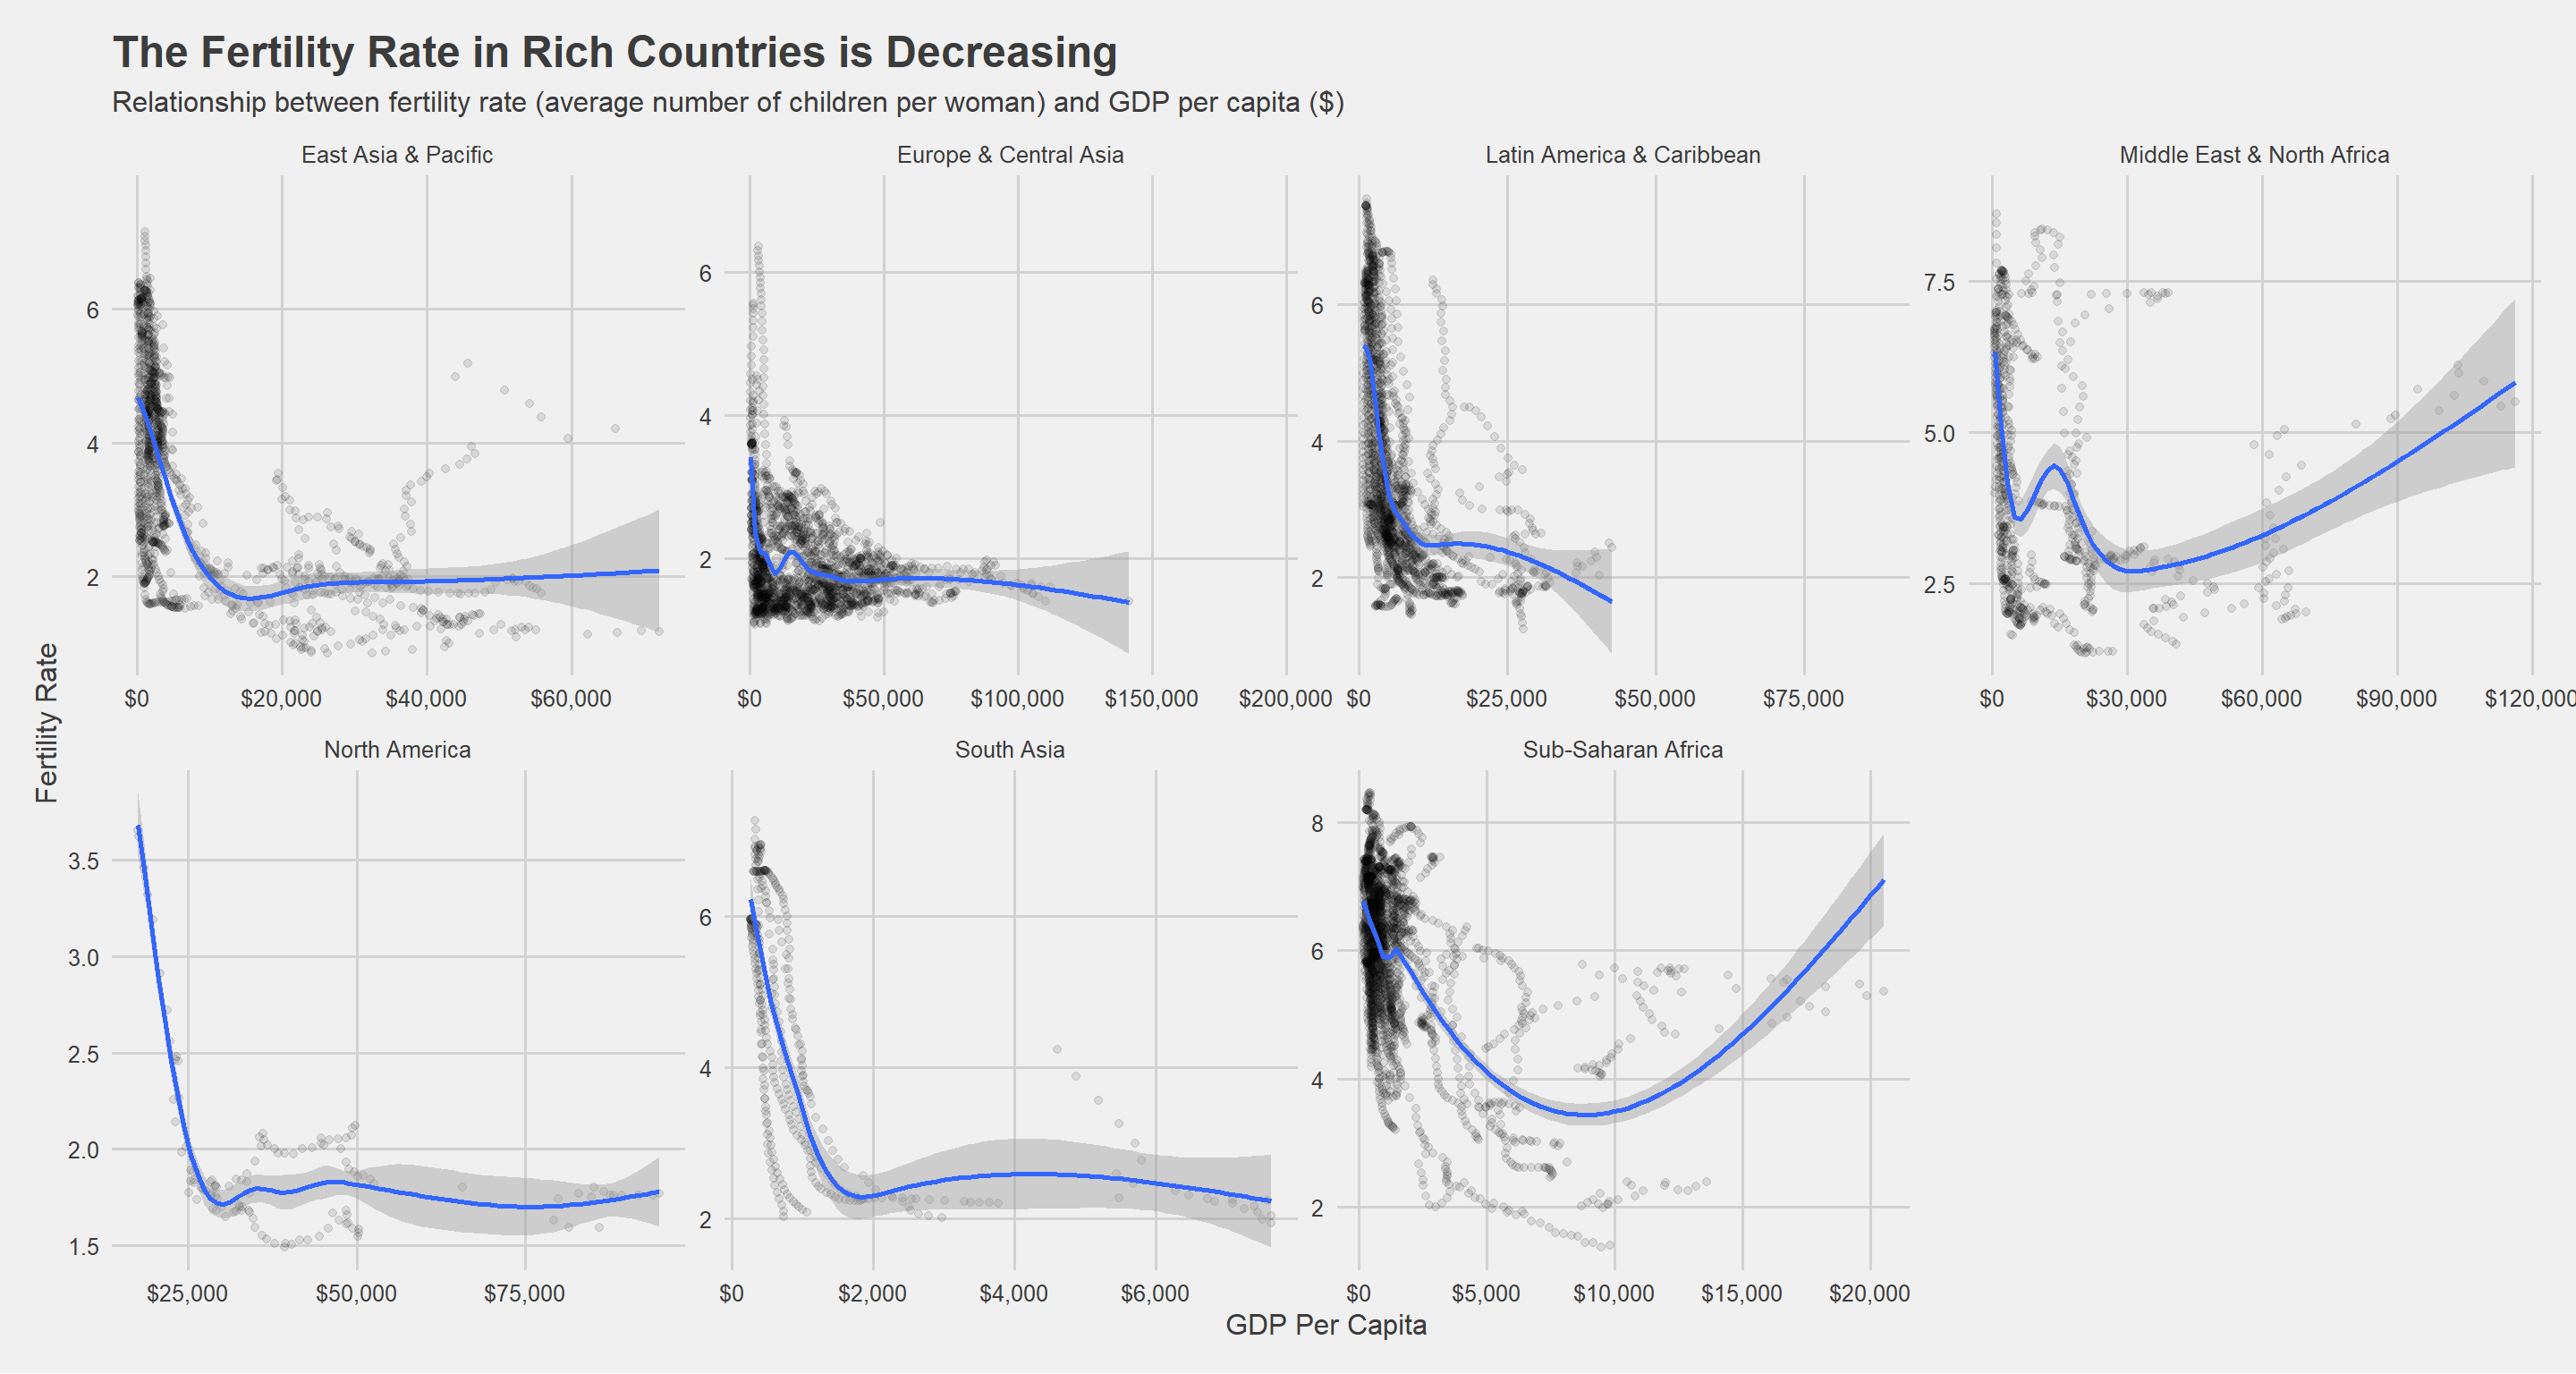 The Fertility Rate in Rich Countries is Decreasing
Relationship between fertility rate (average number of children per woman) and GDP per capita ($)
East Asia & Pacific
Europe & Central Asia
Latin America & Caribbean
Middle East & North Africa
6
4
2
6
4
2
6
4
2
7.5
5.0
2.5
$0 $20,000 $40,000 $60,000
$0 $50,000 $100,000 $150,000 $200,000
$0 $25,000 $50,000 $75,000
$0 $30,000 $60,000 $90,000 $120,000
Fertility Rate
North America
South Asia
Sub-Saharan Africa
3.5
3.0
2.5
2.0
1.5
6
4
2
8
6
4
2
$25,000 $50,000 $75,000
$0 $2,000 $4,000 $6,000
$0 $5,000 $10,000 $15,000 $20,000
GDP Per Capita